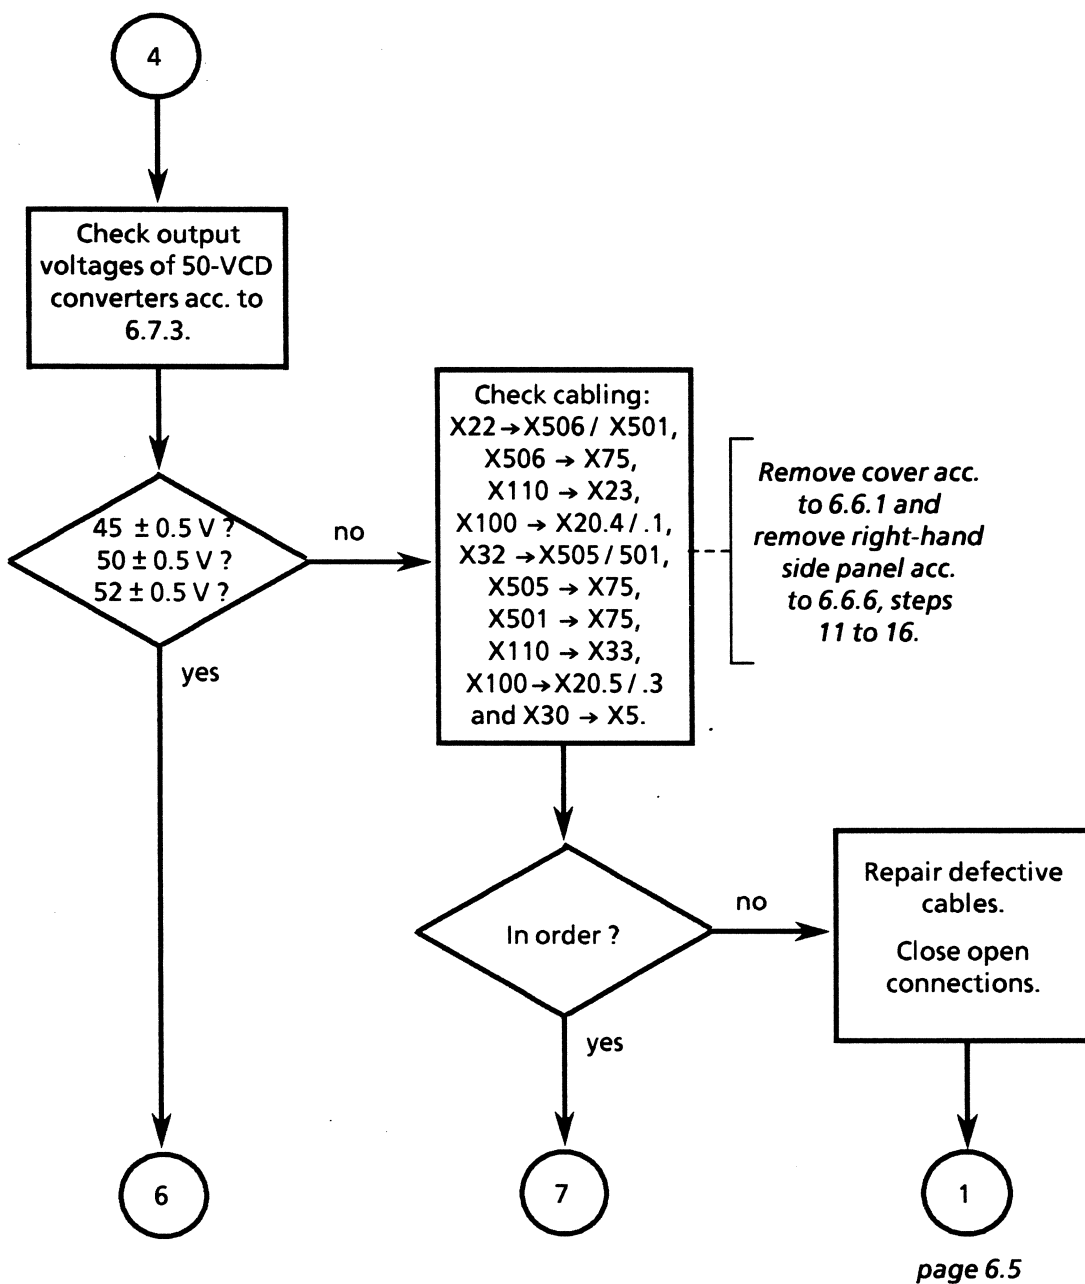 4
Check output
voltages of 50-VCD
converters acc. to
6.7.3.
45 ± 0.5 V ?
50 ± 0.5 V ?
52 ± 0.5 V ?
no
yes
Check cabling:
X22 → X506 / X501,
X506 → X75,
X110 → X23,
X100 → X20.4 / .1,
X32 → X505 / 501,
X505 → X75,
X501 → X75,
X110 → X33,
X100 → X20.5 / .3
and X30 → X5.
Remove cover acc.
to 6.6.1 and
remove right-hand
side panel acc.
to 6.6.6, steps
11 to 16.
In order ?
no
yes
Repair defective
cables.
Close open
connections.
6
7
1
page 6.5